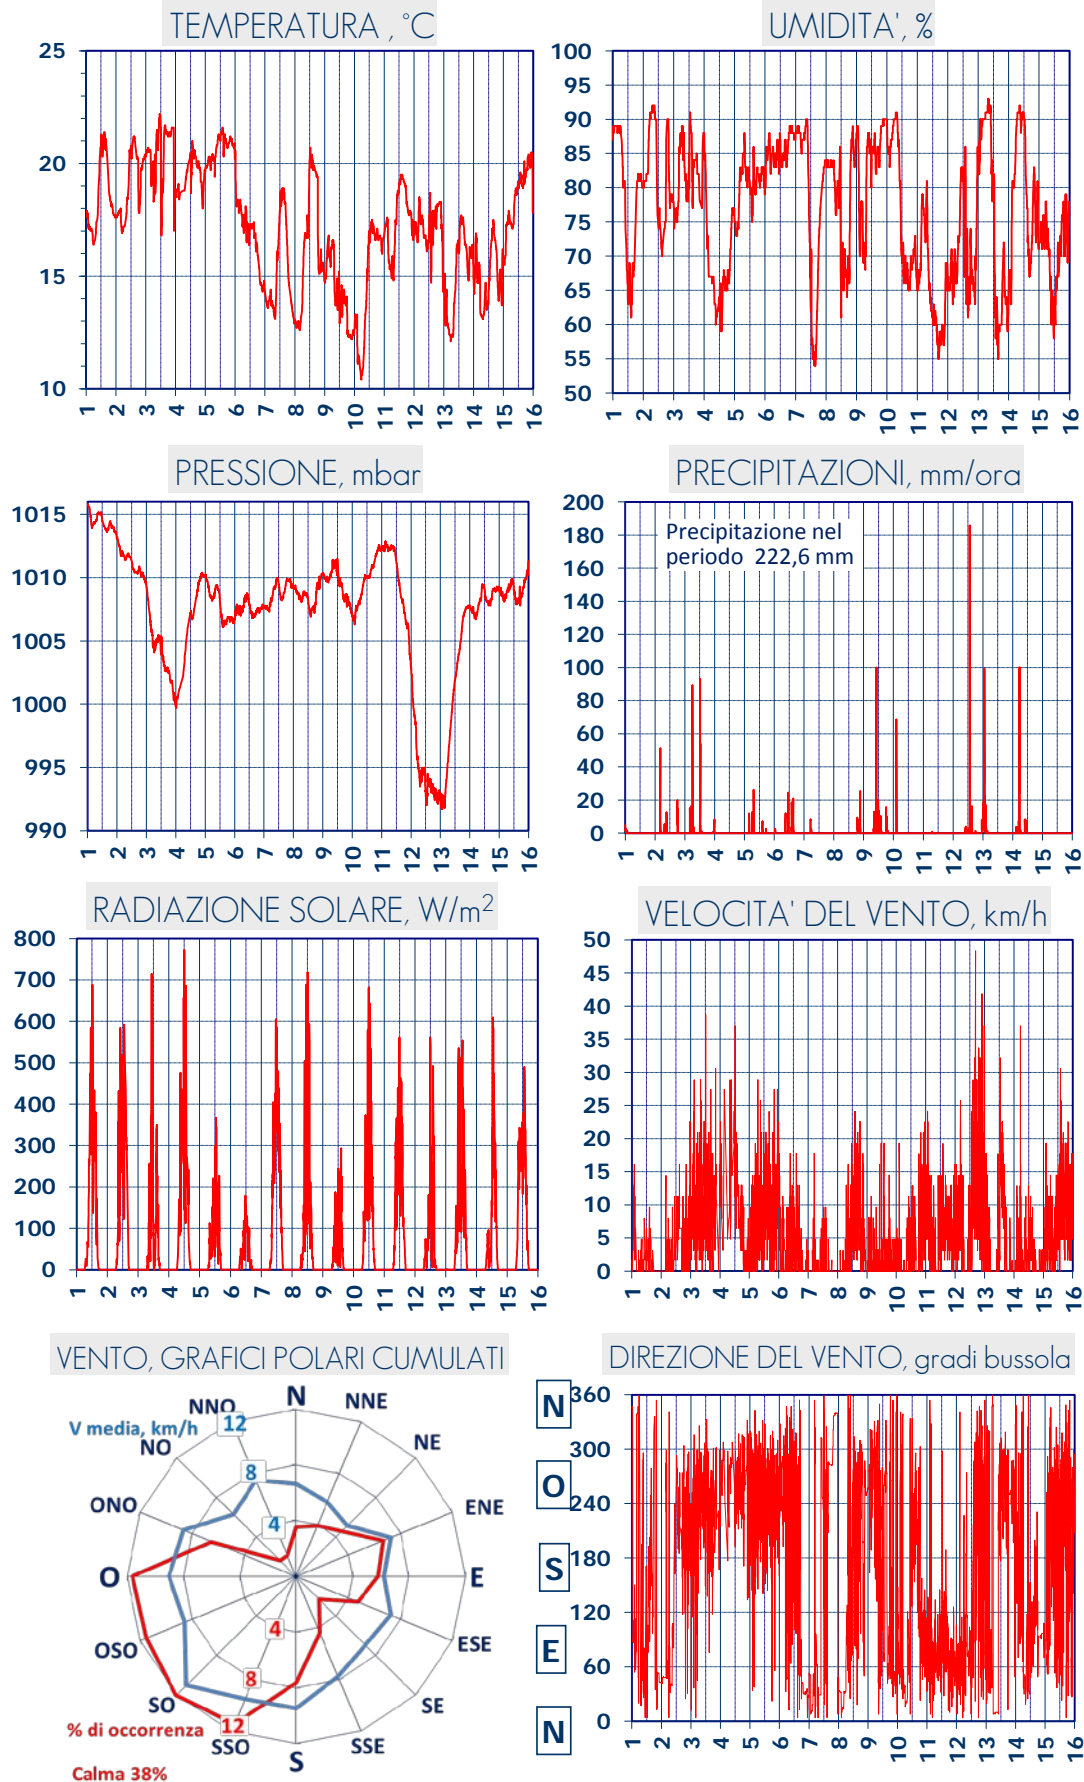 TEMPERATURA , °C
25
20
15
10
1 2 3 4 5 6 7 8 9 10 11 12 13 14 15 16
UMIDITA', %
100
95
90
85
80
75
70
65
60
55
50
1 2 3 4 5 6 7 8 9 10 11 12 13 14 15 16
PRESSIONE, mbar
1015
1010
1005
1000
995
990
1 2 3 4 5 6 7 8 9 10 11 12 13 14 15 16
PRECIPITAZIONI, mm/ora
Precipitazione nel
periodo 222,6 mm
200
180
160
140
120
100
80
60
40
20
0
1 2 3 4 5 6 7 8 9 10 11 12 13 14 15 16
RADIAZIONE SOLARE, W/m²
800
700
600
500
400
300
200
100
0
1 2 3 4 5 6 7 8 9 10 11 12 13 14 15 16
VELOCITA' DEL VENTO, km/h
50
45
40
35
30
25
20
15
10
5
0
1 2 3 4 5 6 7 8 9 10 11 12 13 14 15 16
VENTO, GRAFICI POLARI CUMULATI
V media, km/h
N
NNE
NE
ENE
E
ESE
SE
SSE
S
SSO
SO
OSO
O
ONO
NO
NNO
12
8
4
4
8
12
% di occorrenza
Calma 38%
DIREZIONE DEL VENTO, gradi bussola
N
O
S
E
N
360
300
240
180
120
60
0
1 2 3 4 5 6 7 8 9 10 11 12 13 14 15 16